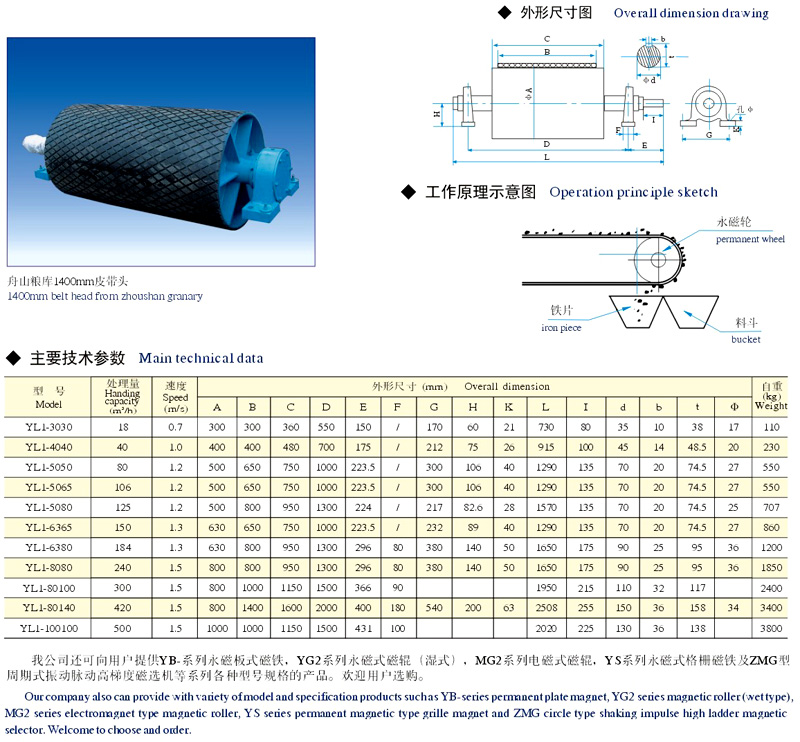 ◆ 外形尺寸图 Overall dimension drawing
C
B
b
t
Φd
ΦA
H
F
I
D
E
L
孔Φ
K
G
舟山粮库1400mm皮带头
1400mm belt head from zhoushan granary
◆ 工作原理示意图 Operation principle sketch
永磁轮
permanent wheel
铁片
iron piece
料斗
bucket
◆ 主要技术参数 Main technical data
型 号 Model 处理量 Handing capacity (m³/h) 速度 Speed (m/s) 外形尺寸 (mm) Overall dimension 自重 (kg) Weight
A B C D E F G H K L I d b t Φ
YL1-3030 18 0.7 300 300 360 550 150 / 170 60 21 730 80 35 10 38 17 110
YL1-4040 40 1.0 400 400 480 700 175 / 212 75 26 915 100 45 14 48.5 20 230
YL1-5050 80 1.2 500 650 750 1000 223.5 / 300 106 40 1290 135 70 20 74.5 27 550
YL1-5065 106 1.2 500 650 750 1000 223.5 / 300 106 40 1290 135 70 20 74.5 27 550
YL1-5080 125 1.2 500 800 950 1300 224 / 217 82.6 28 1570 135 70 20 74.5 25 707
YL1-6365 150 1.3 630 650 750 1000 223.5 / 232 89 40 1290 135 70 20 74.5 27 860
YL1-6380 184 1.3 630 800 950 1300 296 80 380 140 50 1650 175 90 25 95 36 1200
YL1-8080 240 1.5 800 800 950 1300 296 80 380 140 50 1650 175 90 25 95 36 1850
YL1-80100 300 1.5 800 1000 1150 1500 366 90 1950 215 110 32 117 2400
YL1-80140 420 1.5 800 1400 1600 2000 400 180 540 200 63 2508 255 150 36 158 34 3400
YL1-100100 500 1.5 1000 1000 1150 1500 431 100 2020 225 130 36 138 3800
我公司还可向用户提供YB-系列永磁板式磁铁，YG2系列永磁式磁辊（湿式），MG2系列电磁式磁辊，YS系列永磁式格栅磁铁及ZMG型
周期式振动脉动高梯度磁选机等系列各种型号规格的产品。欢迎用户选购。
Our company also can provide with variety of model and specification products such as YB-series permanent plate magnet, YG2 series magnetic roller (wet type),
MG2 series electromagnet type magnetic roller, YS series permanent magnetic type grille magnet and ZMG circle type shaking impulse high ladder magnetic
selector. Welcome to choose and order.